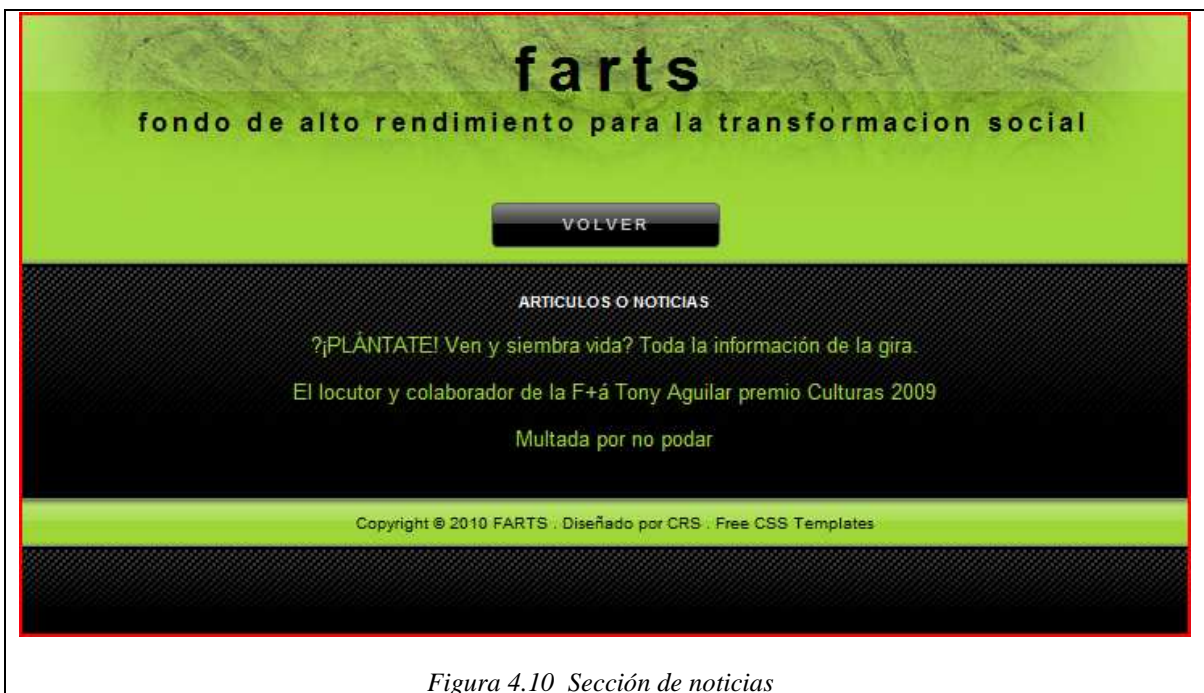 farts
fondo de alto rendimiento para la transformacion social
VOLVER
ARTICULOS O NOTICIAS
?¡PLÁNTATE! Ven y siembra vida? Toda la información de la gira.
El locutor y colaborador de la F+á Tony Aguilar premio Culturas 2009
Multada por no podar
Copyright © 2010 FARTS . Diseñado por CRS . Free CSS Templates
Figura 4.10 Sección de noticias